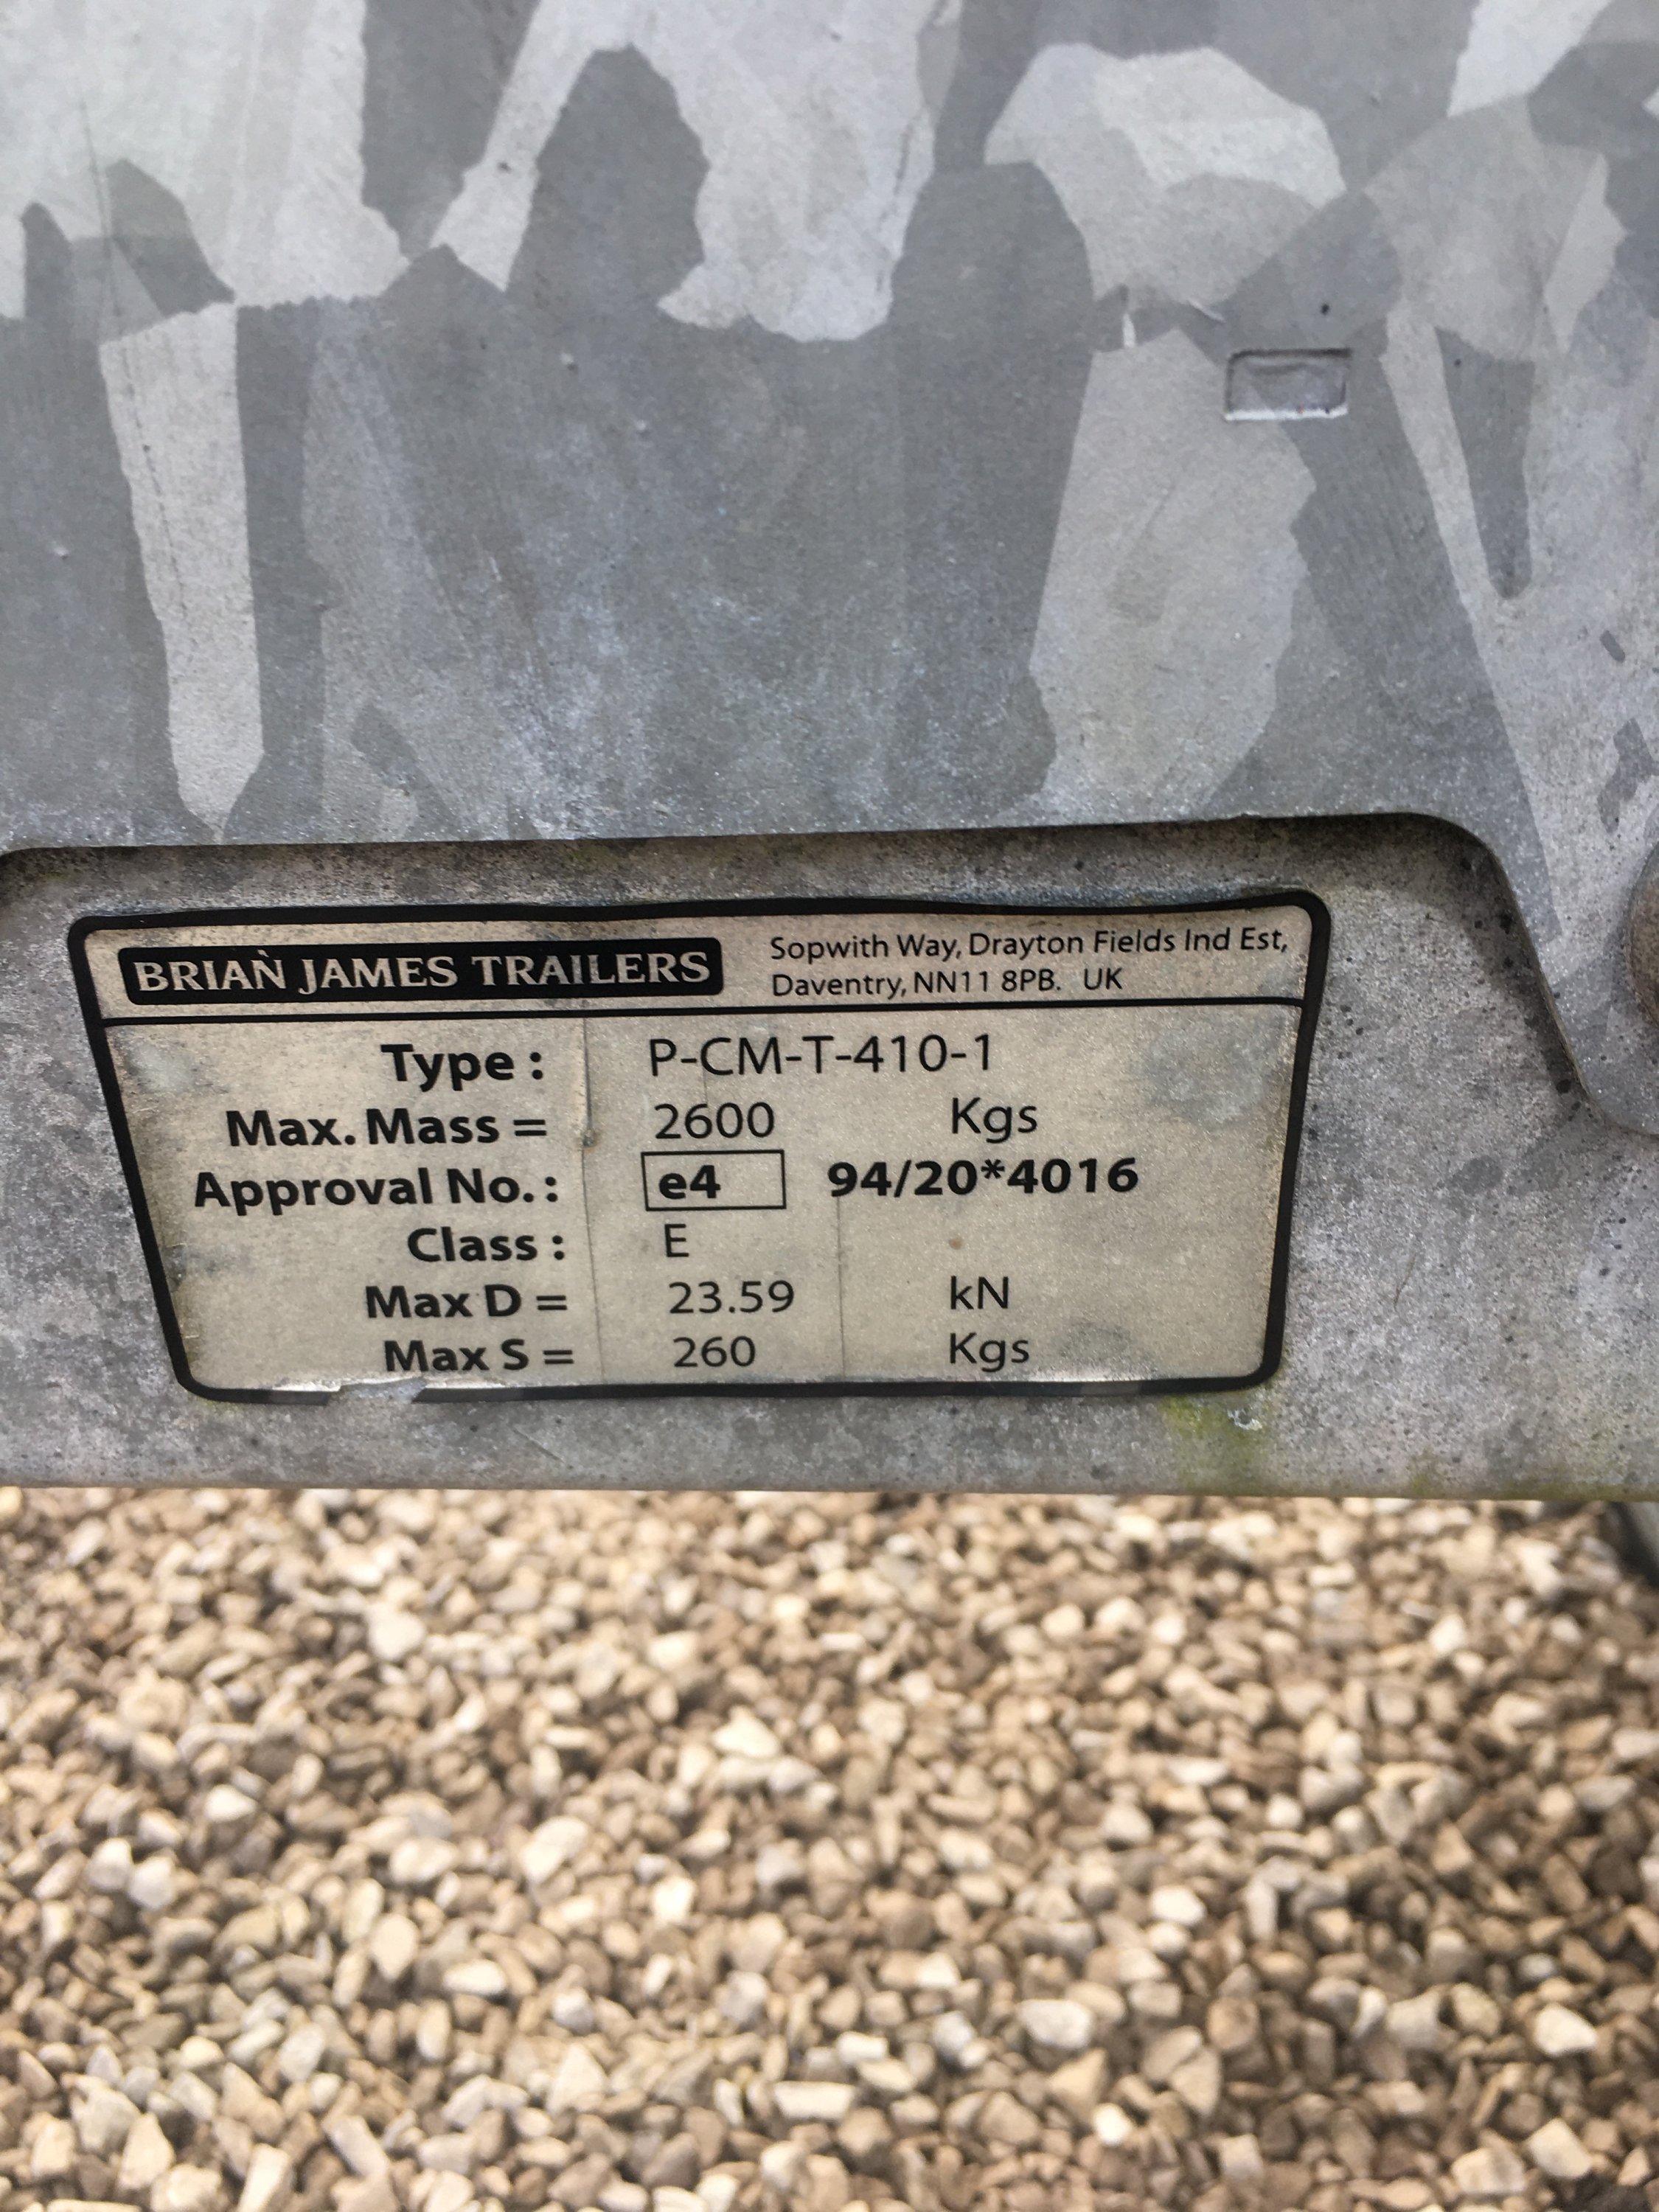 BRIAN JAMES TRAILERS
Sopwith Way, Drayton Fields Ind Est,
Daventry, NN11 8PB. UK
Type : P-CM-T-410-1
Max. Mass = 2600 Kgs
Approval No. : e4 94/20*4016
Class : E
Max D = 23.59 kN
Max S = 260 Kgs